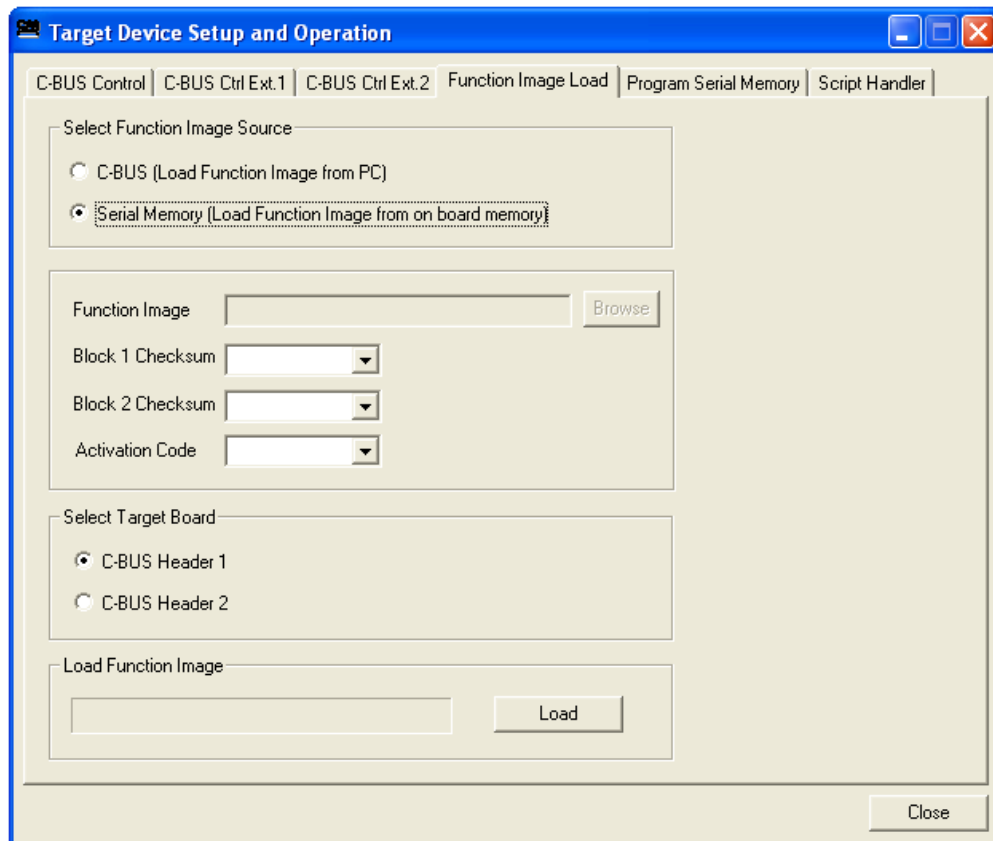 Target Device Setup and Operation
C-BUS Control C-BUS Ctrl Ext.1 C-BUS Ctrl Ext.2 Function Image Load Program Serial Memory Script Handler
Select Function Image Source
C-BUS (Load Function Image from PC)
Serial Memory (Load Function Image from on board memory)
Function Image Browse
Block 1 Checksum
Block 2 Checksum
Activation Code
Select Target Board
C-BUS Header 1
C-BUS Header 2
Load Function Image
Load
Close